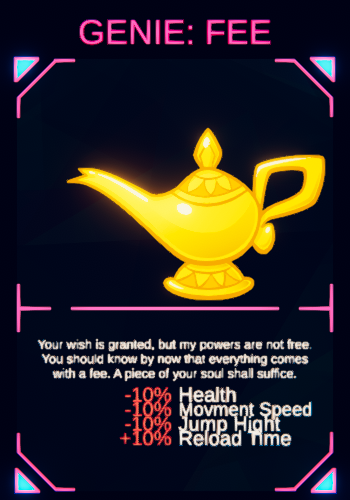 GENIE: FEE
Your wish is granted, but my powers are not free.
You should know by now that everything comes
with a fee. A piece of your soul shall suffice.
-10% Health
-10% Movment Speed
-10% Jump Hight
+10% Reload Time